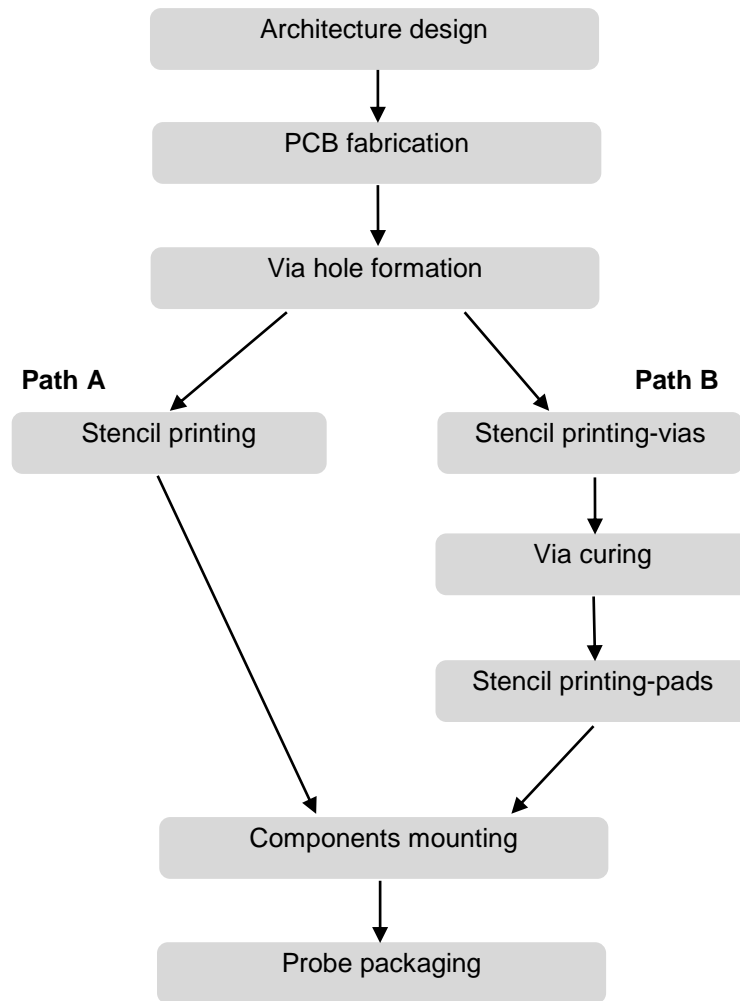 Architecture design
PCB fabrication
Via hole formation
Path A
Path B
Stencil printing
Stencil printing-vias
Via curing
Stencil printing-pads
Components mounting
Probe packaging